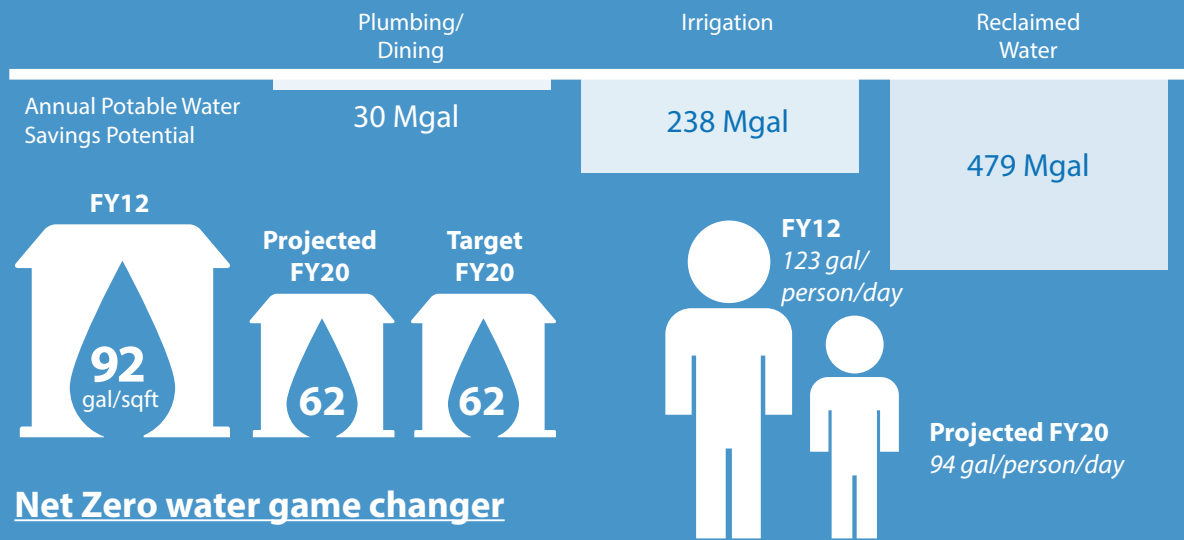 Plumbing/
Dining
Irrigation
Reclaimed
Water
Annual Potable Water
Savings Potential
30 Mgal
238 Mgal
479 Mgal
FY12
92
gal/sqft
Projected
FY20
62
Target
FY20
62
FY12
123 gal/
person/day
Projected FY20
94 gal/person/day
Net Zero water game changer